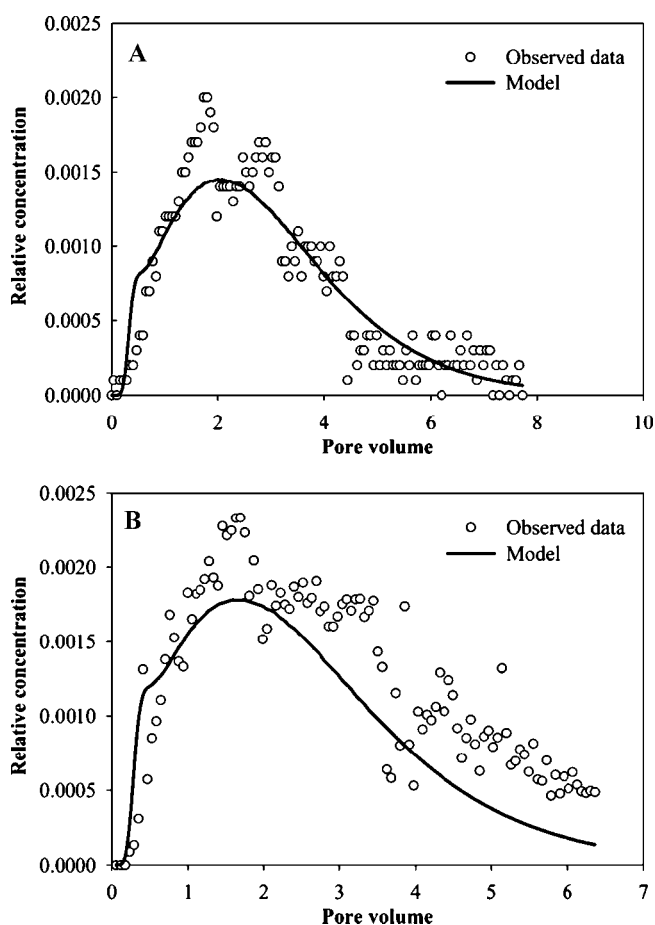 0.0025
A
Observed data
Model
0.0020
0.0015
0.0010
0.0005
0.0000
Relative concentration
0 2 4 6 8 10
Pore volume
0.0025
B
Observed data
Model
0.0020
0.0015
0.0010
0.0005
0.0000
Relative concentration
0 1 2 3 4 5 6 7
Pore volume